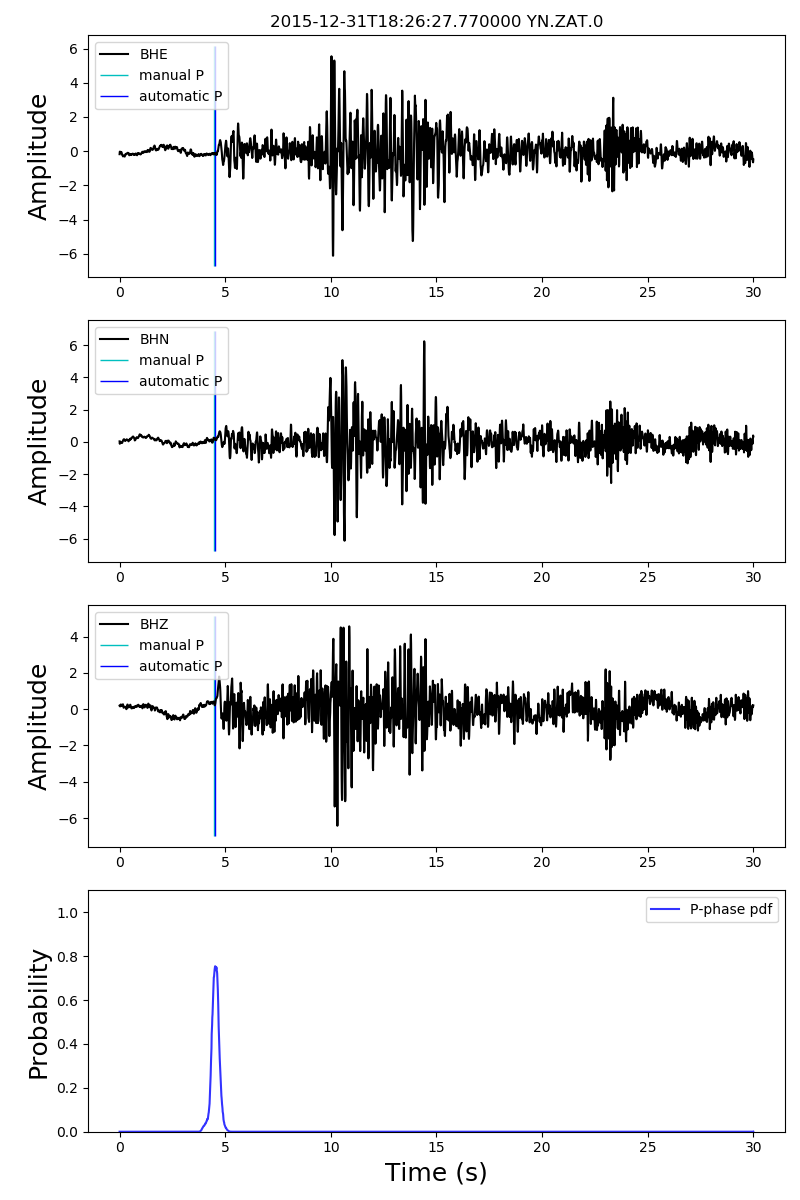 2015-12-31T18:26:27.770000 YN.ZAT.0
Amplitude
6
4
2
0
−2
−4
−6
BHE
manual P
automatic P
0 5 10 15 20 25 30
Amplitude
6
4
2
0
−2
−4
−6
BHN
manual P
automatic P
0 5 10 15 20 25 30
Amplitude
4
2
0
−2
−4
−6
BHZ
manual P
automatic P
0 5 10 15 20 25 30
Probability
1.0
0.8
0.6
0.4
0.2
0.0
P-phase pdf
0 5 10 15 20 25 30
Time (s)